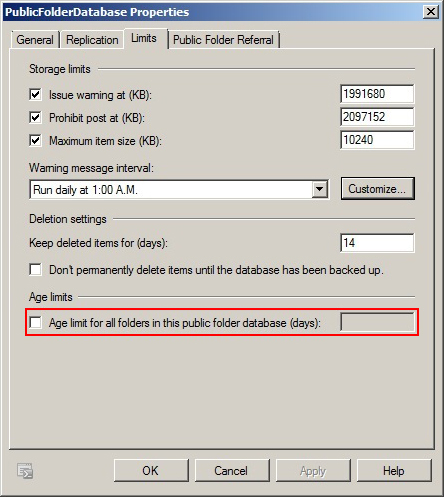 PublicFolderDatabase Properties
General Replication Limits Public Folder Referral
Storage limits
Issue warning at (KB): 1991680
Prohibit post at (KB): 2097152
Maximum item size (KB): 10240
Warning message interval:
Run daily at 1:00 A.M. Customize...
Deletion settings
Keep deleted items for (days): 14
Don't permanently delete items until the database has been backed up.
Age limits
Age limit for all folders in this public folder database (days):
OK Cancel Apply Help